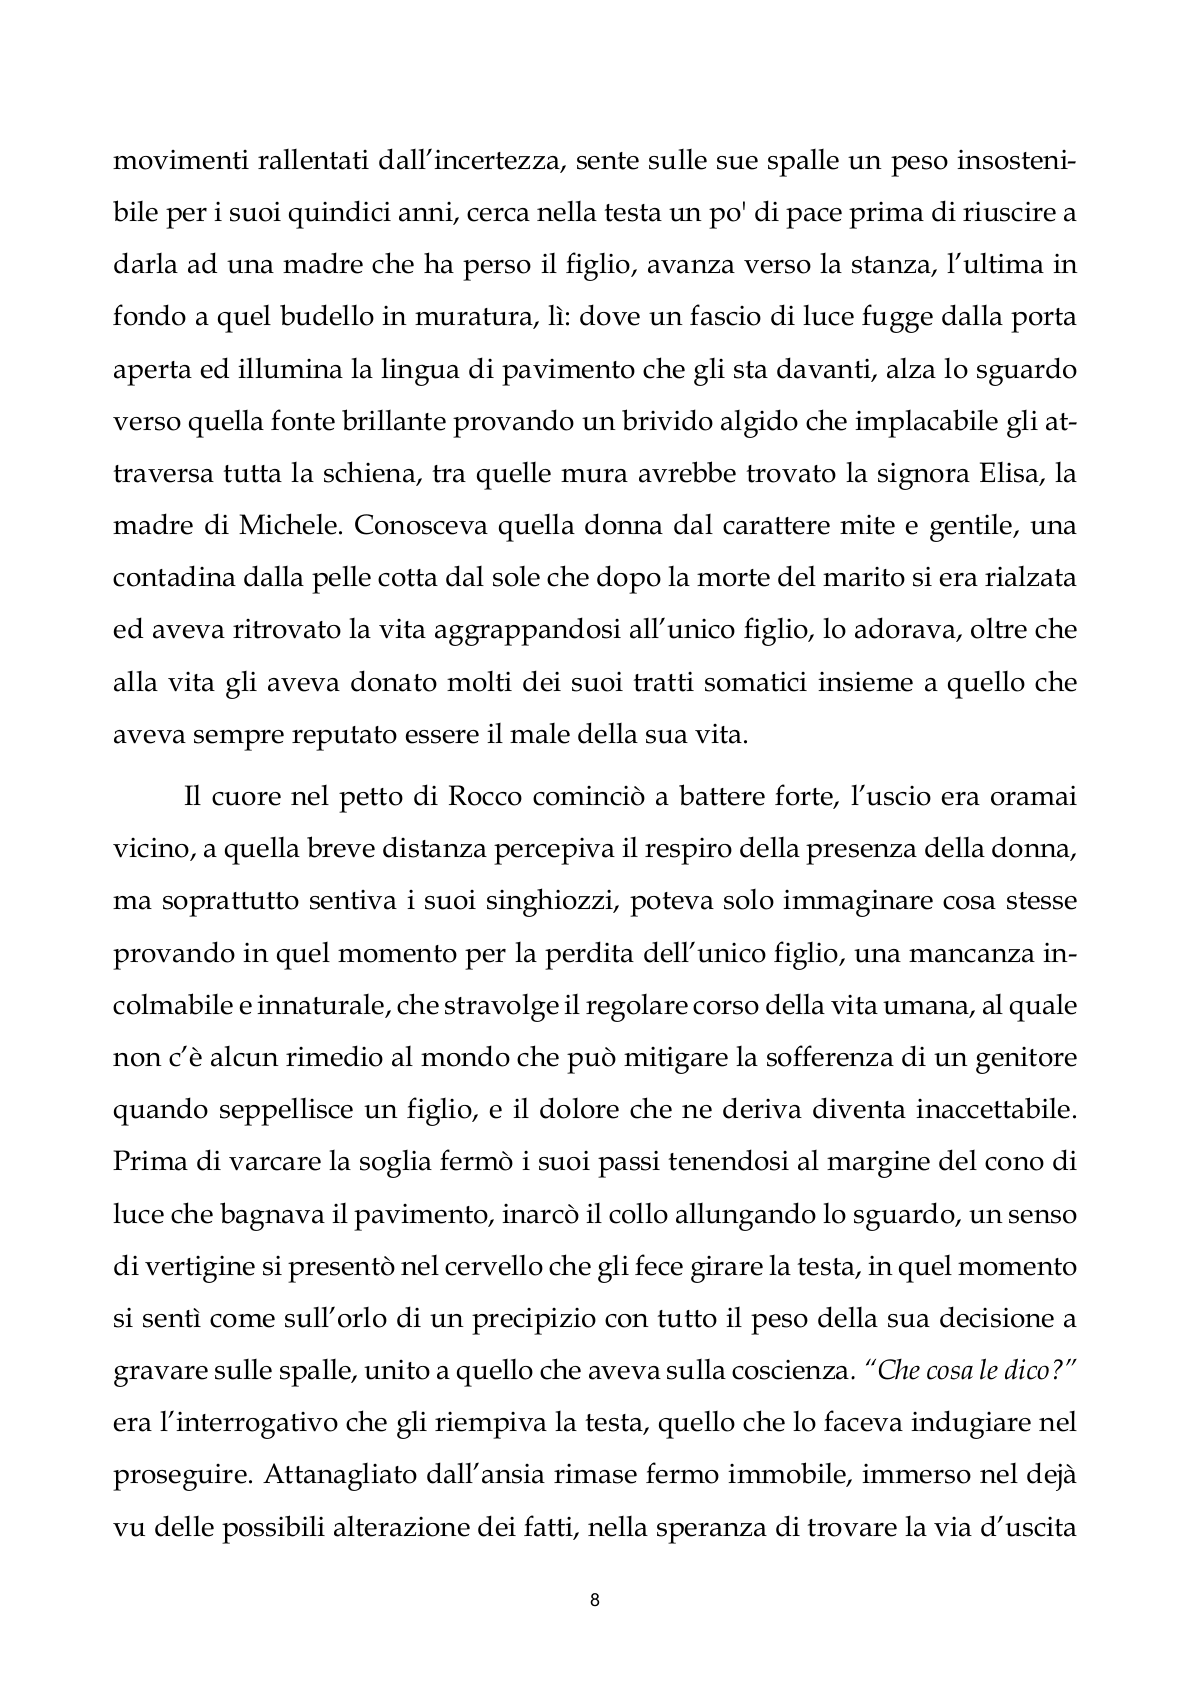 movimenti rallentati dall’incertezza, sente sulle sue spalle un peso insosteni-
bile per i suoi quindici anni, cerca nella testa un po' di pace prima di riuscire a
darla ad una madre che ha perso il figlio, avanza verso la stanza, l’ultima in
fondo a quel budello in muratura, lì: dove un fascio di luce fugge dalla porta
aperta ed illumina la lingua di pavimento che gli sta davanti, alza lo sguardo
verso quella fonte brillante provando un brivido algido che implacabile gli at-
traversa tutta la schiena, tra quelle mura avrebbe trovato la signora Elisa, la
madre di Michele. Conosceva quella donna dal carattere mite e gentile, una
contadina dalla pelle cotta dal sole che dopo la morte del marito si era rialzata
ed aveva ritrovato la vita aggrappandosi all’unico figlio, lo adorava, oltre che
alla vita gli aveva donato molti dei suoi tratti somatici insieme a quello che
aveva sempre reputato essere il male della sua vita.
Il cuore nel petto di Rocco cominciò a battere forte, l’uscio era oramai
vicino, a quella breve distanza percepiva il respiro della presenza della donna,
ma soprattutto sentiva i suoi singhiozzi, poteva solo immaginare cosa stesse
provando in quel momento per la perdita dell’unico figlio, una mancanza in-
colmabile e innaturale, che stravolge il regolare corso della vita umana, al quale
non c’è alcun rimedio al mondo che può mitigare la sofferenza di un genitore
quando seppellisce un figlio, e il dolore che ne deriva diventa inaccettabile.
Prima di varcare la soglia fermò i suoi passi tenendosi al margine del cono di
luce che bagnava il pavimento, inarcò il collo allungando lo sguardo, un senso
di vertigine si presentò nel cervello che gli fece girare la testa, in quel momento
si sentì come sull’orlo di un precipizio con tutto il peso della sua decisione a
gravare sulle spalle, unito a quello che aveva sulla coscienza. “Che cosa le dico?”
era l’interrogativo che gli riempiva la testa, quello che lo faceva indugiare nel
proseguire. Attanagliato dall’ansia rimase fermo immobile, immerso nel dejà
vu delle possibili alterazione dei fatti, nella speranza di trovare la via d’uscita
8